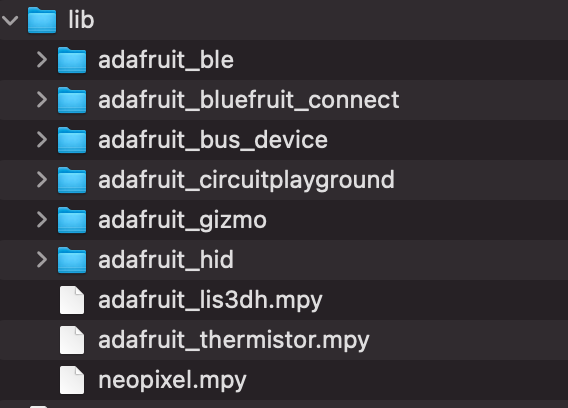 lib
adafruit_ble
adafruit_bluefruit_connect
adafruit_bus_device
adafruit_circuitplayground
adafruit_gizmo
adafruit_hid
adafruit_lis3dh.mpy
adafruit_thermistor.mpy
neopixel.mpy